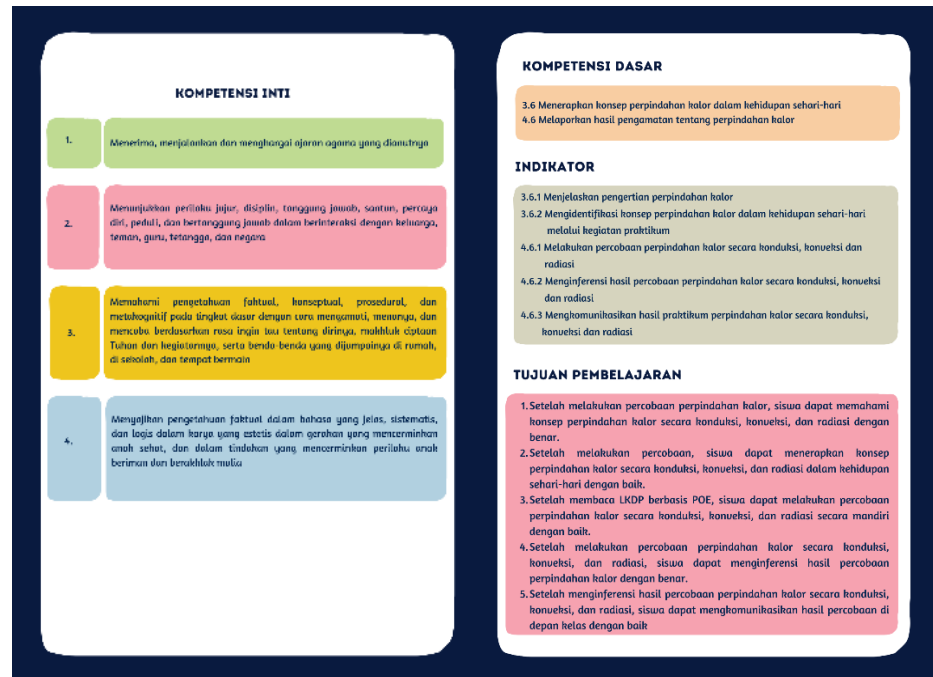 KOMPETENSI INTI
1.
Menerima, menjalankan dan menghargai ajaran agama yang dianutnya
2.
Menunjukkan perilaku jujur, disiplin, tanggung jawab, santun, percaya
diri, peduli, dan bertanggung jawab dalam berinteraksi dengan keluarga,
teman, guru, tetangga, dan negara
3.
Memahami pengetahuan faktual, konseptual, prosedural, dan
metakognitif pada tingkat dasar dengan cara mengamati, menanya, dan
mencoba berdasarkan rasa ingin tau tentang dirinya, makhluk ciptaan
Tuhan dan kegiatannya, serta benda-benda yang dijumpainya di rumah,
di sekolah, dan tempat bermain
4.
Menyajikan pengetahuan faktual dalam bahasa yang jelas, sistematis,
dan logis dalam karya yang estetis dalam gerakan yang mencerminkan
anak sehat, dan dalam tindakan yang mencerminkan perilaku anak
beriman dan berakhlak mulia
KOMPETENSI DASAR
3.6 Menerapkan konsep perpindahan kalor dalam kehidupan sehari-hari
4.6 Melaporkan hasil pengamatan tentang perpindahan kalor
INDIKATOR
3.6.1 Menjelaskan pengertian perpindahan kalor
3.6.2 Mengidentifikasi konsep perpindahan kalor dalam kehidupan sehari-hari
melalui kegiatan praktikum
4.6.1 Melakukan percobaan perpindahan kalor secara konduksi, konveksi dan
radiasi
4.6.2 Menginferensi hasil percobaan perpindahan kalor secara konduksi, konveksi
dan radiasi
4.6.3 Mengkomunikasikan hasil praktikum perpindahan kalor secara konduksi,
konveksi dan radiasi
TUJUAN PEMBELAJARAN
1. Setelah melakukan percobaan perpindahan kalor, siswa dapat memahami
konsep perpindahan kalor secara konduksi, konveksi, dan radiasi dengan
benar.
2. Setelah melakukan percobaan, siswa dapat menerapkan konsep
perpindahan kalor secara konduksi, konveksi, dan radiasi dalam kehidupan
sehari-hari dengan baik.
3. Setelah membaca LKDP berbasis POE, siswa dapat melakukan percobaan
perpindahan kalor secara konduksi, konveksi, dan radiasi secara mandiri
dengan baik.
4. Setelah melakukan percobaan perpindahan kalor secara konduksi,
konveksi, dan radiasi, siswa dapat menginferensi hasil percobaan
perpindahan kalor dengan benar.
5. Setelah menginferensi hasil percobaan perpindahan kalor secara konduksi,
konveksi, dan radiasi, siswa dapat mengkomunikasikan hasil percobaan di
depan kelas dengan baik